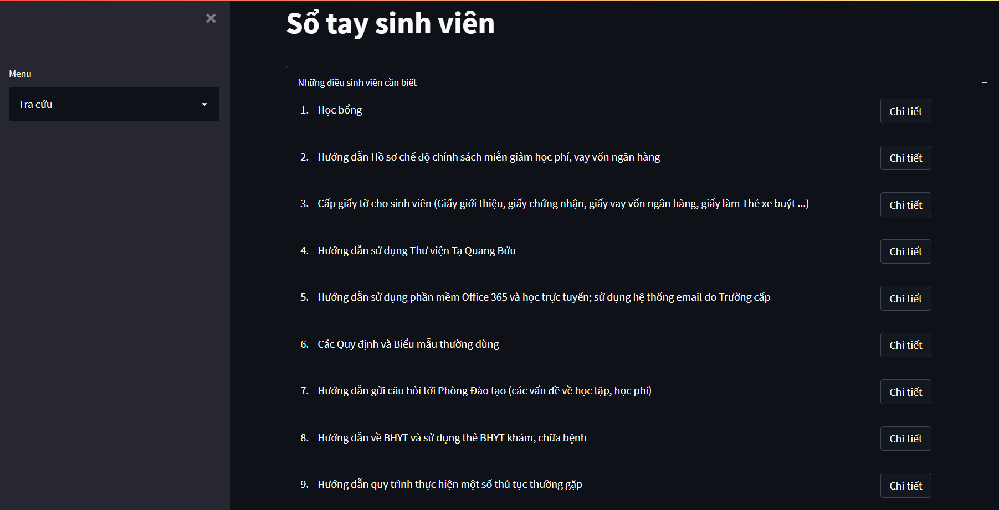 Sổ tay sinh viên
Menu
Tra cứu
Những điều sinh viên cần biết
1. Học bổng
Chi tiết
2. Hướng dẫn Hồ sơ chế độ chính sách miễn giảm học phí, vay vốn ngân hàng
Chi tiết
3. Cấp giấy tờ cho sinh viên (Giấy giới thiệu, giấy chứng nhận, giấy vay vốn ngân hàng, giấy làm Thẻ xe buýt ...)
Chi tiết
4. Hướng dẫn sử dụng Thư viện Tạ Quang Bửu
Chi tiết
5. Hướng dẫn sử dụng phần mềm Office 365 và học trực tuyến; sử dụng hệ thống email do Trường cấp
Chi tiết
6. Các Quy định và Biểu mẫu thường dùng
Chi tiết
7. Hướng dẫn gửi câu hỏi tới Phòng Đào tạo (các vấn đề về học tập, học phí)
Chi tiết
8. Hướng dẫn về BHYT và sử dụng thẻ BHYT khám, chữa bệnh
Chi tiết
9. Hướng dẫn quy trình thực hiện một số thủ tục thường gặp
Chi tiết